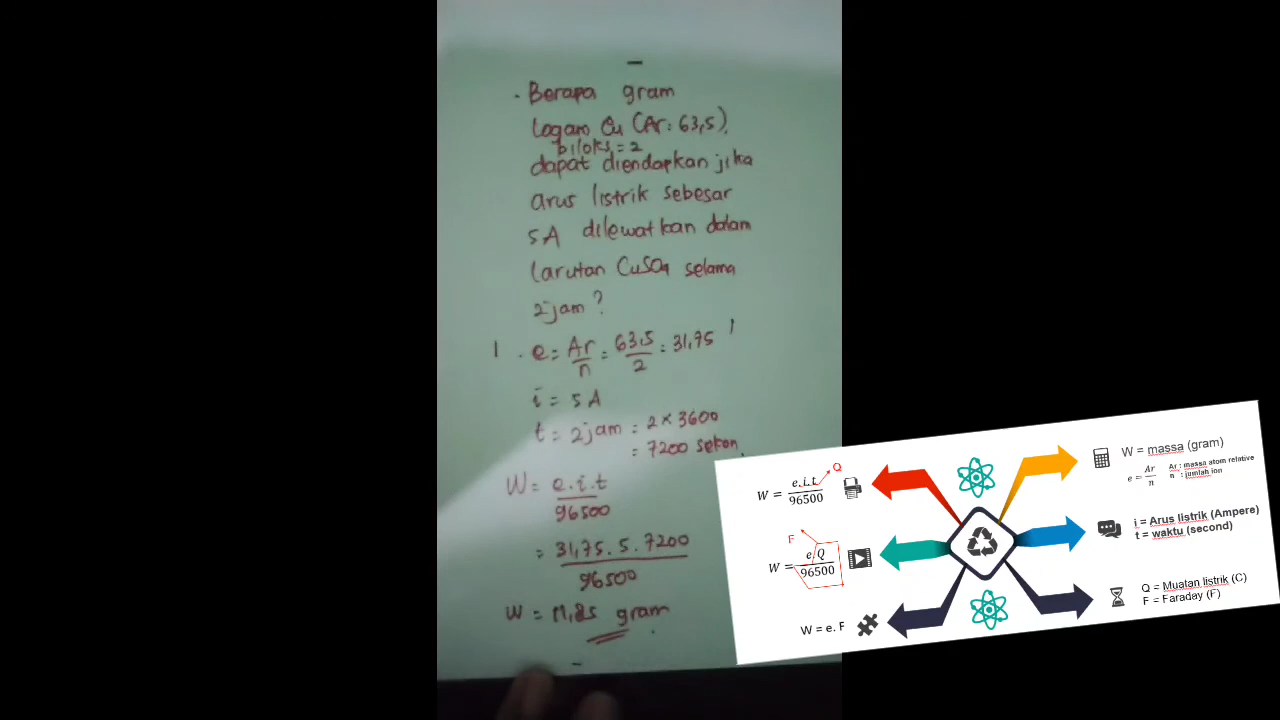 . Berapa gram
logam Cu (Ar: 63,5).
biloks = 2
dapat diendapkan jika
arus listrik sebesar
5A dilewatkan dalam
larutan CuSO4 selama
2 jam?
1 . e = Ar/n = 63,5/2 = 31,75
i = 5 A
t = 2 jam = 2 × 3600
= 7200 sekon,
W = e.i.t/96500
= 31,75 . 5 . 7200/96500
W = 11,85 gram
W = e.i.t/96500
Q
F
W = e Q/96500
W = e. F
W = massa (gram)
e = Ar/n
Ar : massa atom relative
n : jumlah ion
i = Arus listrik (Ampere)
t = waktu (second)
Q = Muatan listrik (C)
F = Faraday (F)